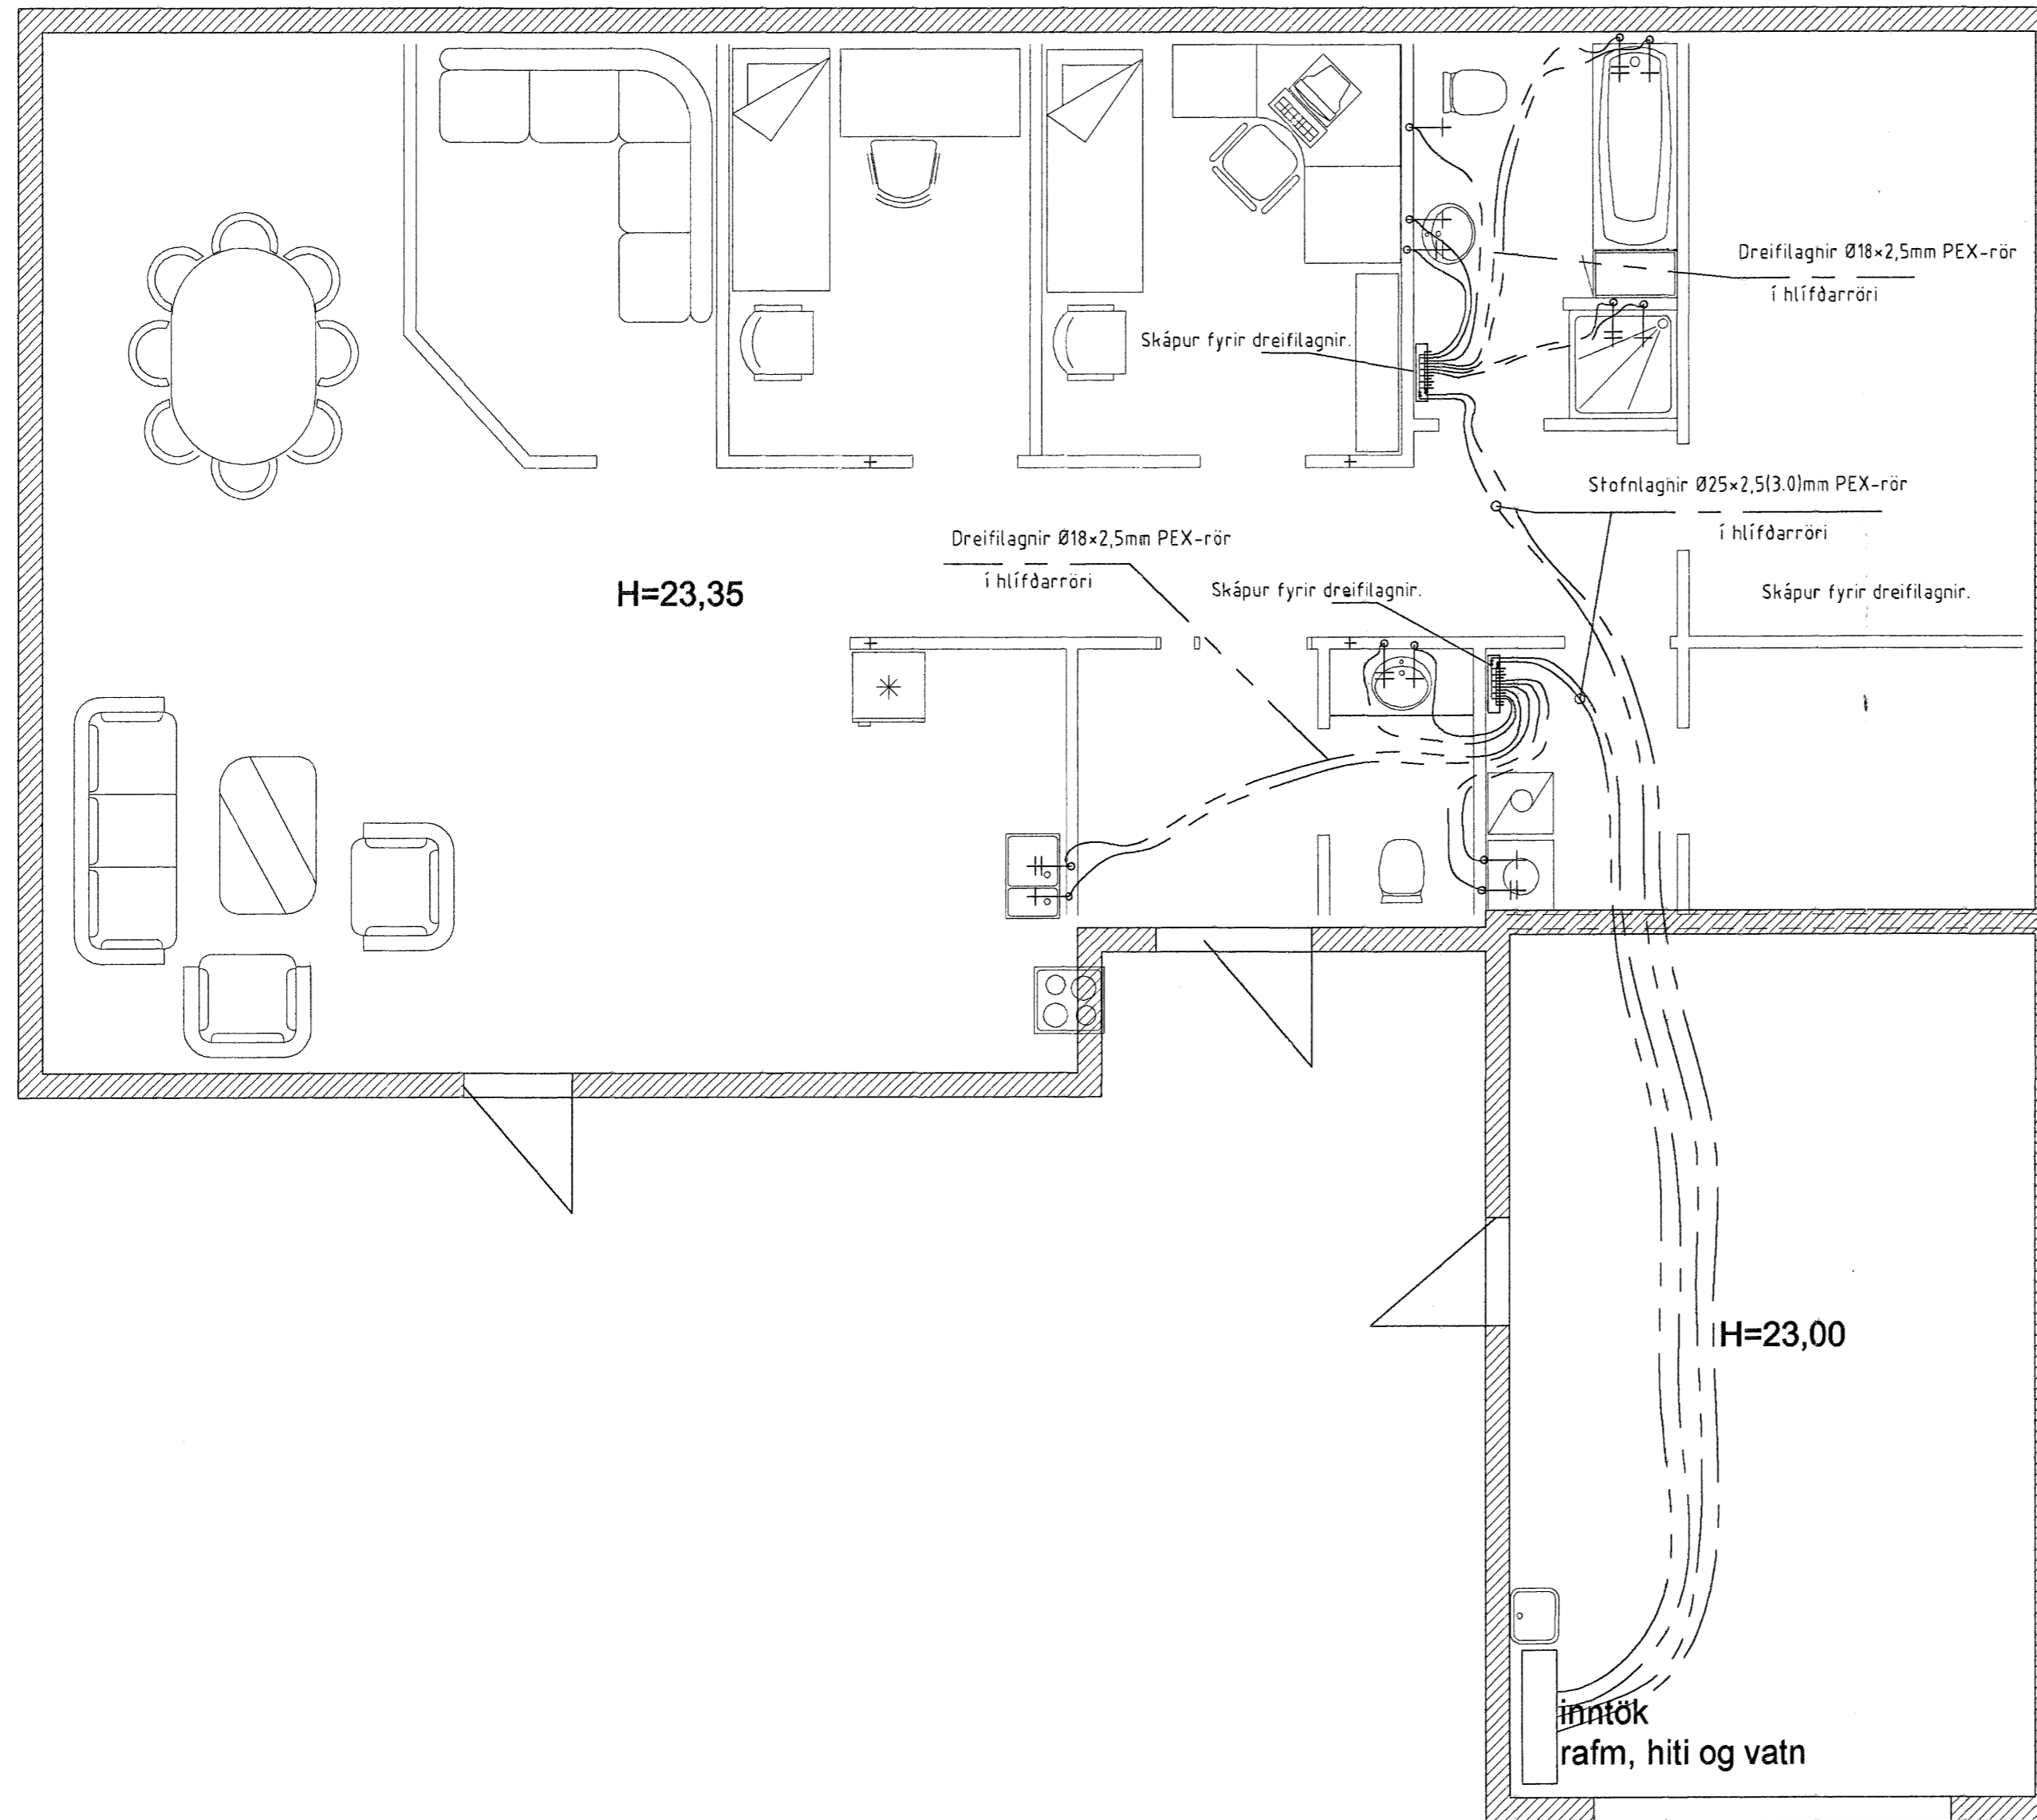 Dreifilagnir Ø18×2,5mm PEX-rör
í hlífðarröri
Skápur fyrir dreifilagnir.
Stofnlagnir Ø25×2,5(3.0)mm PEX-rör
í hlífðarröri
Dreifilagnir Ø18×2,5mm PEX-rör
í hlífðarröri
H=23,35
Skápur fyrir dreifilagnir.
Skápur fyrir dreifilagnir.
H=23,00
inntök
rafm, hiti og vatn